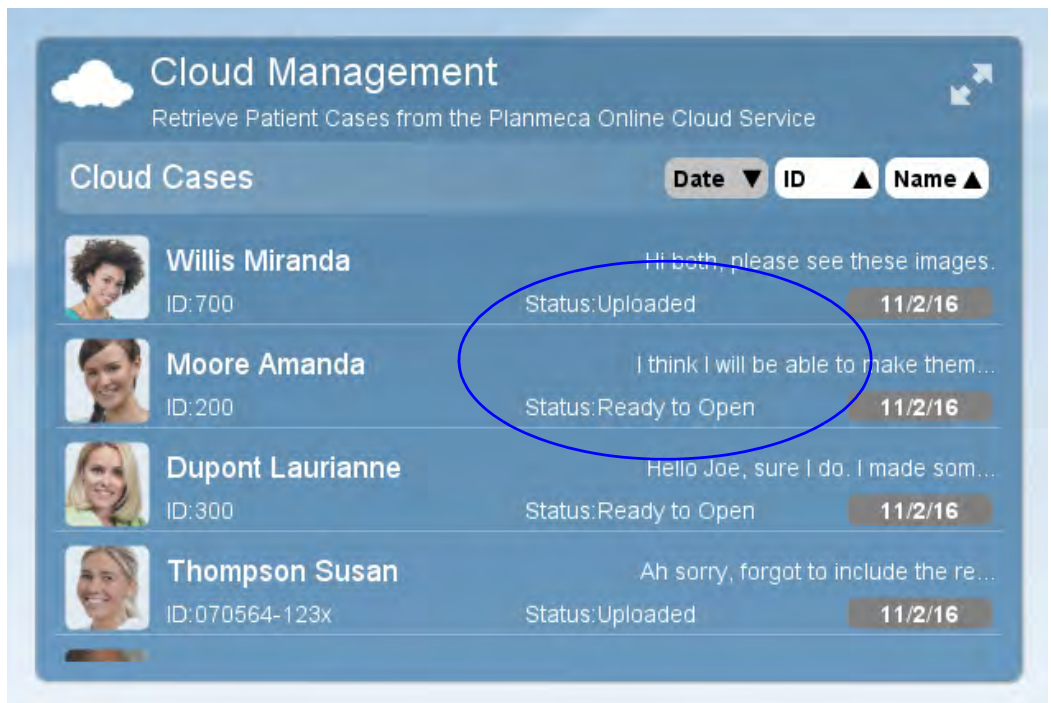 Cloud Management
Retrieve Patient Cases from the Planmeca Online Cloud Service
Cloud Cases
Date ▼ ID ▲ Name ▲
Willis Miranda Hi both, please see these images.
ID:700 Status:Uploaded 11/2/16
Moore Amanda I think I will be able to make them...
ID:200 Status:Ready to Open 11/2/16
Dupont Laurianne Hello Joe, sure I do. I made som...
ID:300 Status:Ready to Open 11/2/16
Thompson Susan Ah sorry, forgot to include the re...
ID:070564-123x Status:Uploaded 11/2/16